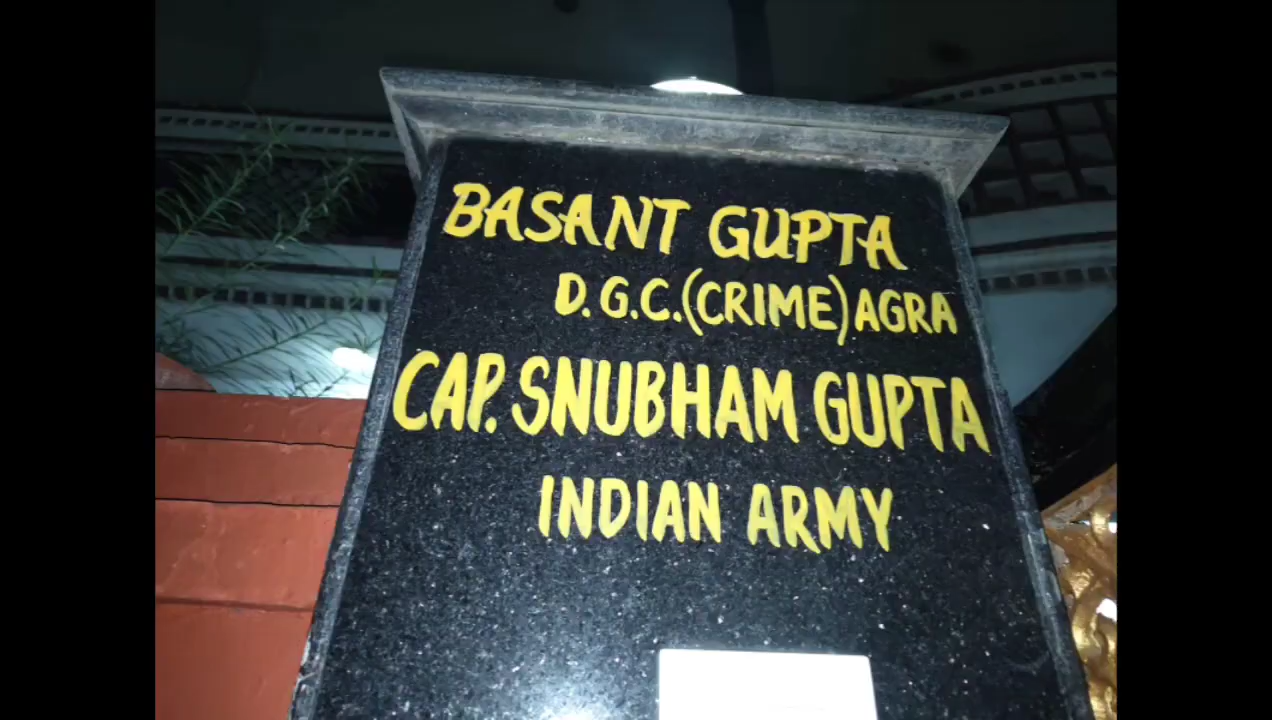 BASANT GUPTA
D.G.C.(CRIME)AGRA
CAP. SNUBHAM GUPTA
INDIAN ARMY